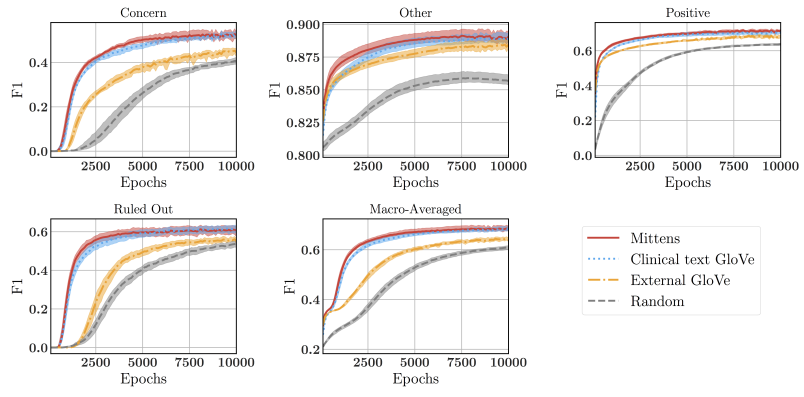 Concern
F1
0.4
0.2
0.0
2500 5000 7500 10000
Epochs
Other
F1
0.900
0.875
0.850
0.825
0.800
2500 5000 7500 10000
Epochs
Positive
F1
0.6
0.4
0.2
0.0
2500 5000 7500 10000
Epochs
Ruled Out
F1
0.6
0.4
0.2
0.0
2500 5000 7500 10000
Epochs
Macro-Averaged
F1
0.6
0.4
0.2
2500 5000 7500 10000
Epochs
Mittens
Clinical text GloVe
External GloVe
Random